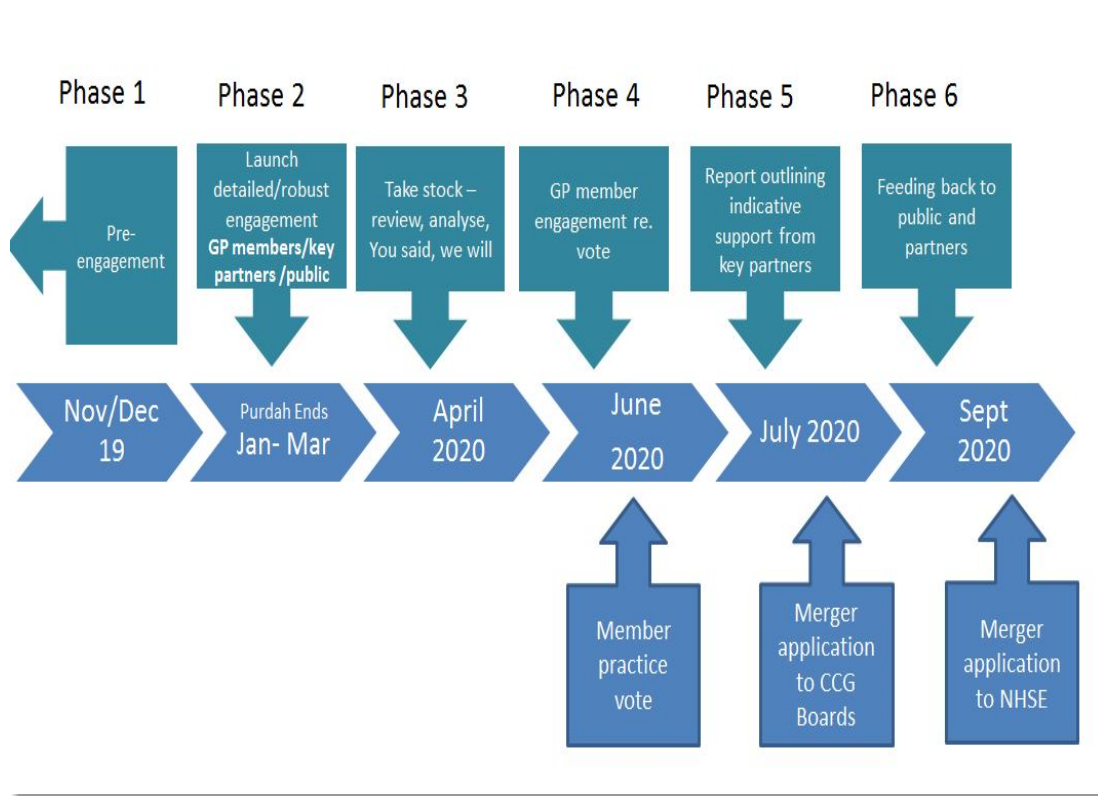 Phase 1
Phase 2
Phase 3
Phase 4
Phase 5
Phase 6
Pre-
engagement
Launch
detailed/robust
engagement
GP members/key
partners /public
Take stock –
review, analyse,
You said, we will
GP member
engagement re.
vote
Report outlining
indicative
support from
key partners
Feeding back to
public and
partners
Nov/Dec
19
Purdah Ends
Jan- Mar
April
2020
June
2020
July 2020
Sept
2020
Member
practice
vote
Merger
application
to CCG
Boards
Merger
application
to NHSE